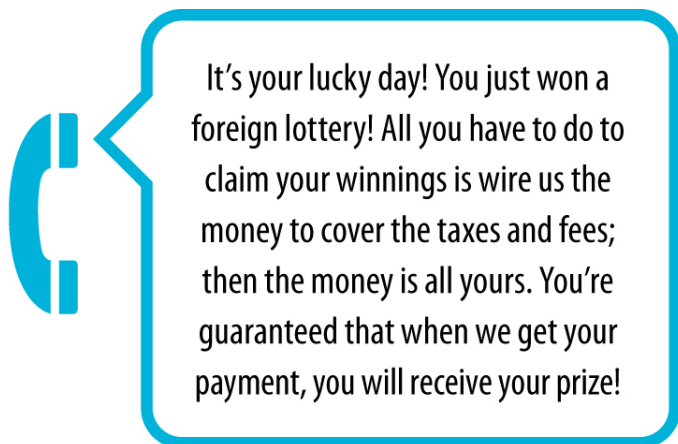 It’s your lucky day! You just won a
foreign lottery! All you have to do to
claim your winnings is wire us the
money to cover the taxes and fees;
then the money is all yours. You’re
guaranteed that when we get your
payment, you will receive your prize!